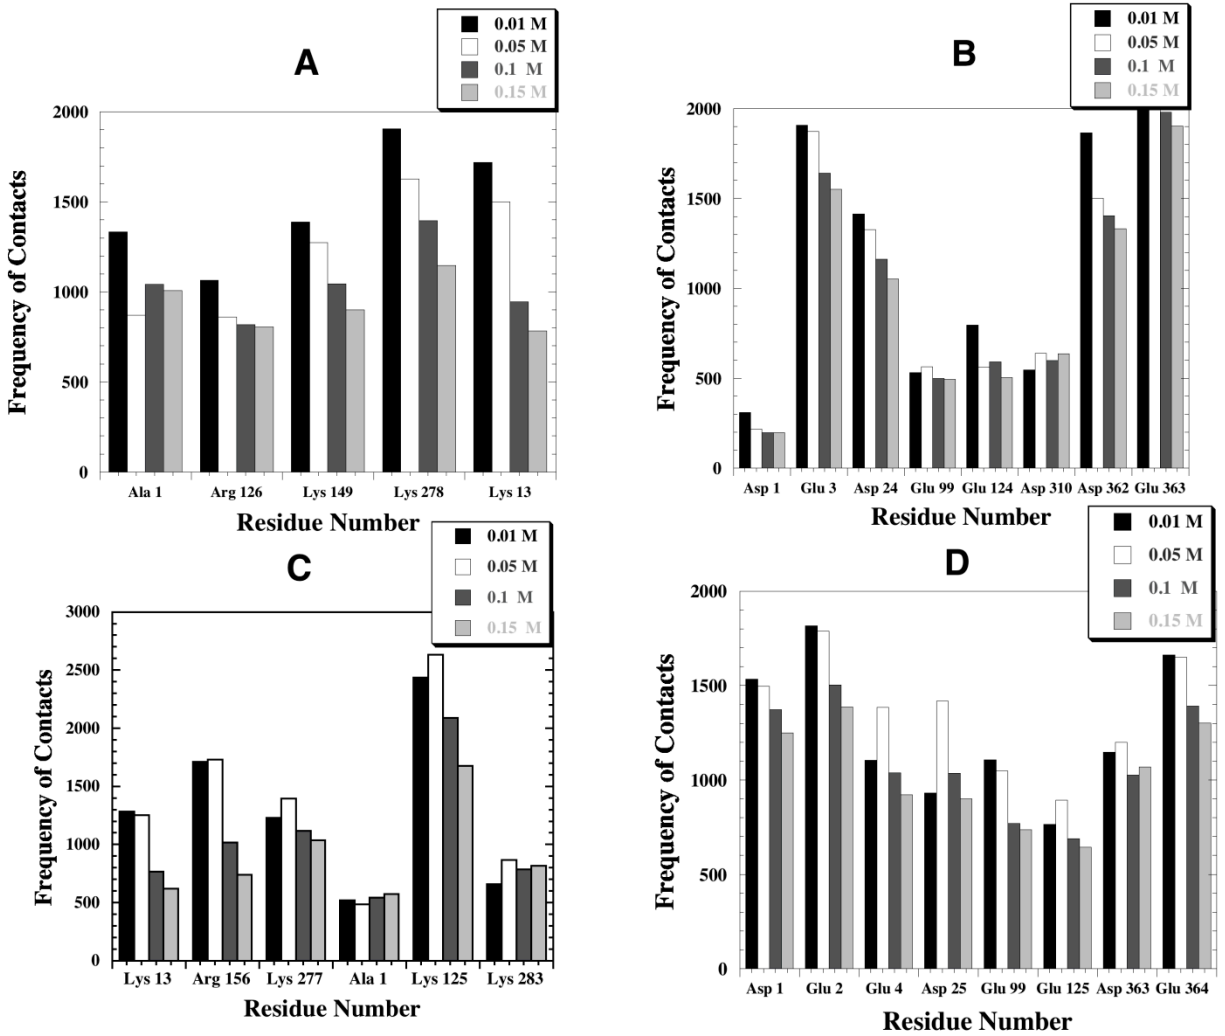 A
0.01 M
0.05 M
0.1 M
0.15 M
Frequency of Contacts
2000
1500
1000
500
0
Ala 1 Arg 126 Lys 149 Lys 278 Lys 13
Residue Number
B
0.01 M
0.05 M
0.1 M
0.15 M
Frequency of Contacts
2000
1500
1000
500
0
Asp 1 Glu 3 Asp 24 Glu 99 Glu 124 Asp 310 Asp 362 Glu 363
Residue Number
C
0.01 M
0.05 M
0.1 M
0.15 M
Frequency of Contacts
3000
2500
2000
1500
1000
500
0
Lys 13 Arg 156 Lys 277 Ala 1 Lys 125 Lys 283
Residue Number
D
0.01 M
0.05 M
0.1 M
0.15 M
Frequency of Contacts
2000
1500
1000
500
0
Asp 1 Glu 2 Glu 4 Asp 25 Glu 99 Glu 125 Asp 363 Glu 364
Residue Number